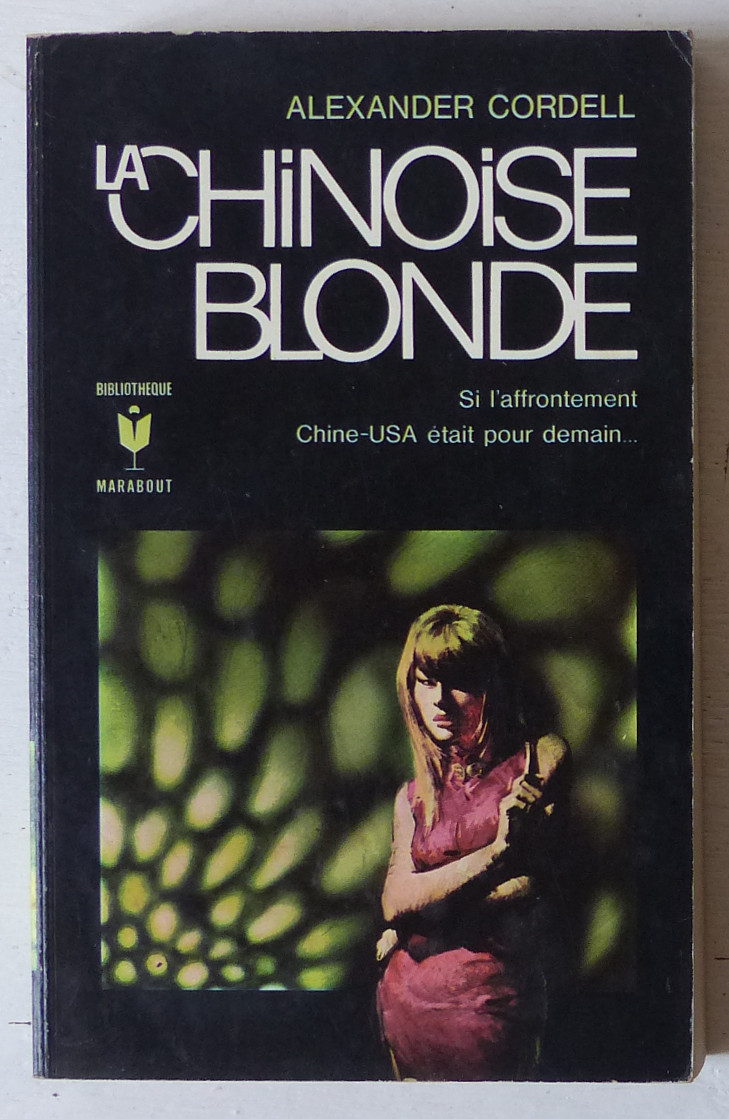 ALEXANDER CORDELL
LA CHiNOiSE
BLONDE
Si l'affrontement
Chine-USA était pour demain...
BIBLIOTHEQUE
MARABOUT